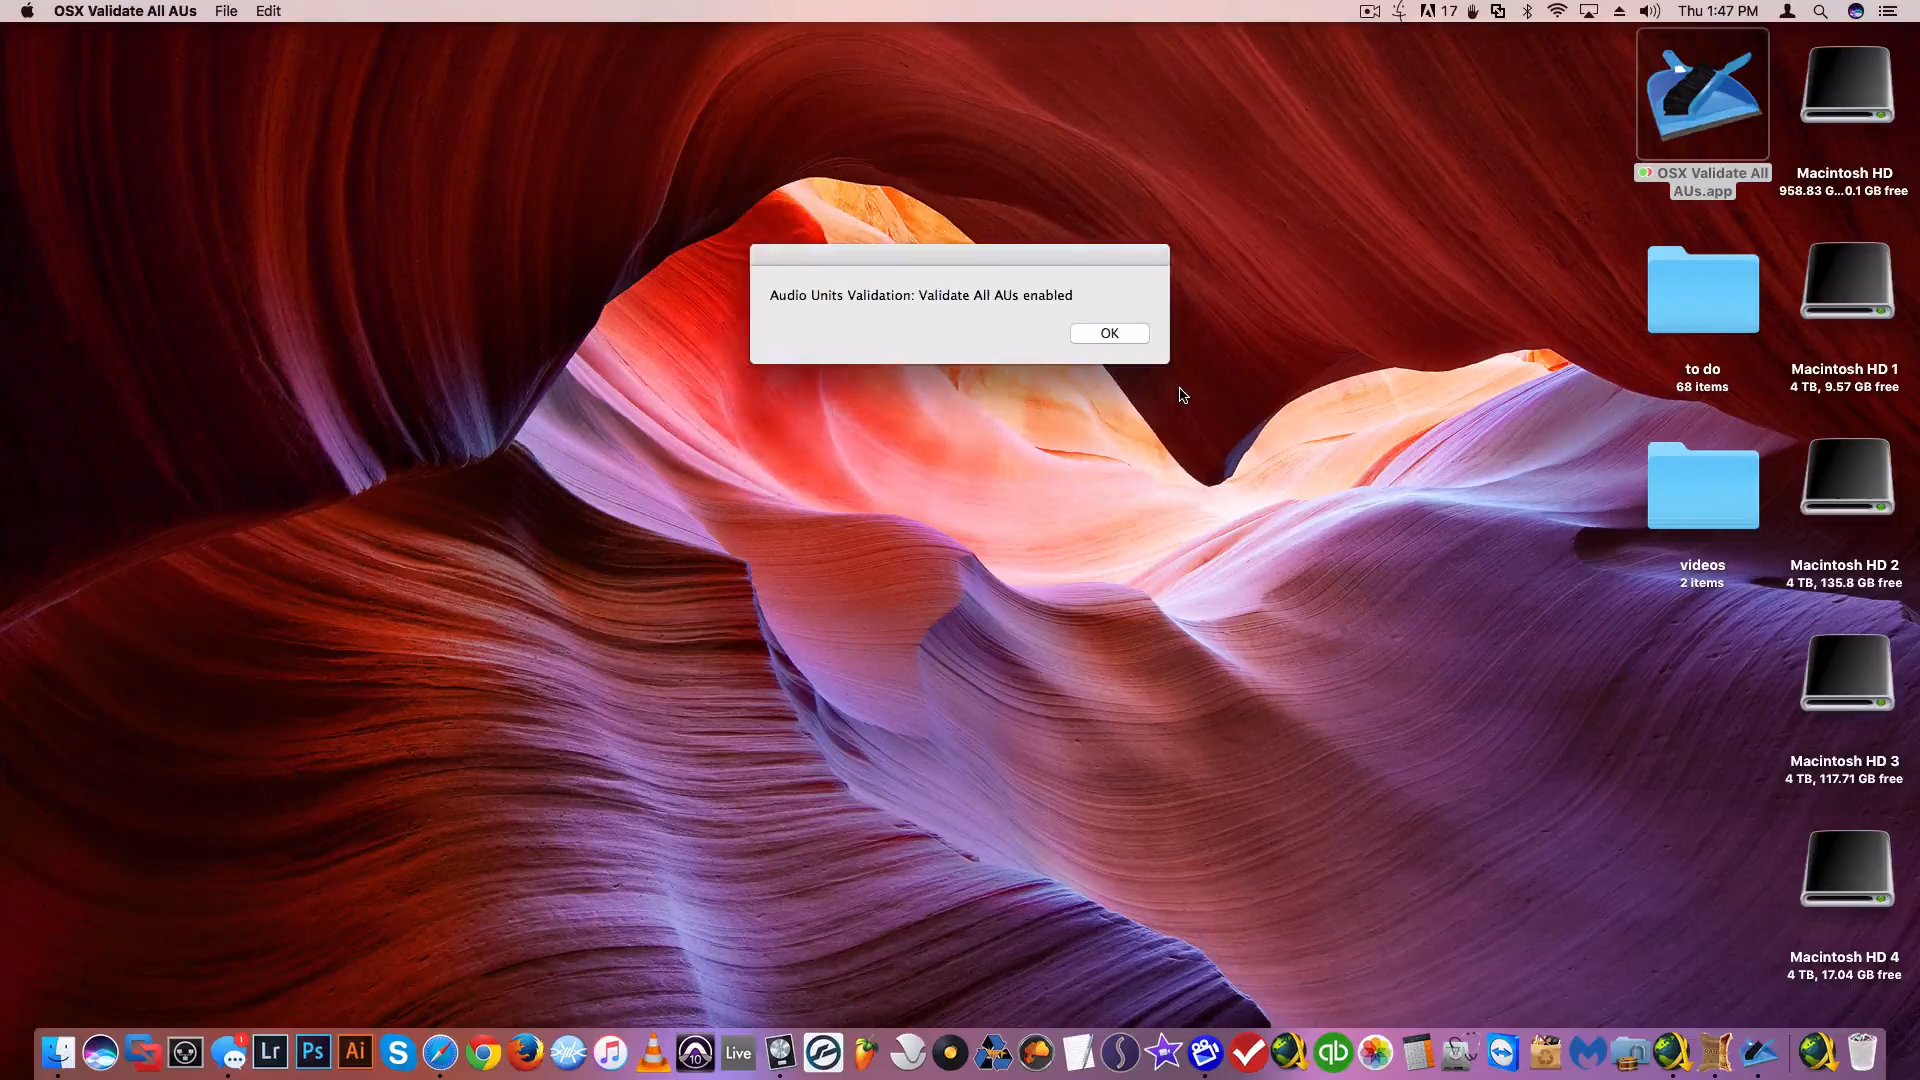 OSX Validate All AUs File Edit
17 Thu 1:47 PM
OSX Validate All
AUs.app
Macintosh HD
958.83 G...0.1 GB free
Audio Units Validation: Validate All AUs enabled
OK
to do
68 items
Macintosh HD 1
4 TB, 9.57 GB free
videos
2 items
Macintosh HD 2
4 TB, 135.8 GB free
Macintosh HD 3
4 TB, 117.71 GB free
Macintosh HD 4
4 TB, 17.04 GB free
1
Lr Ps Ai 10 Live qb